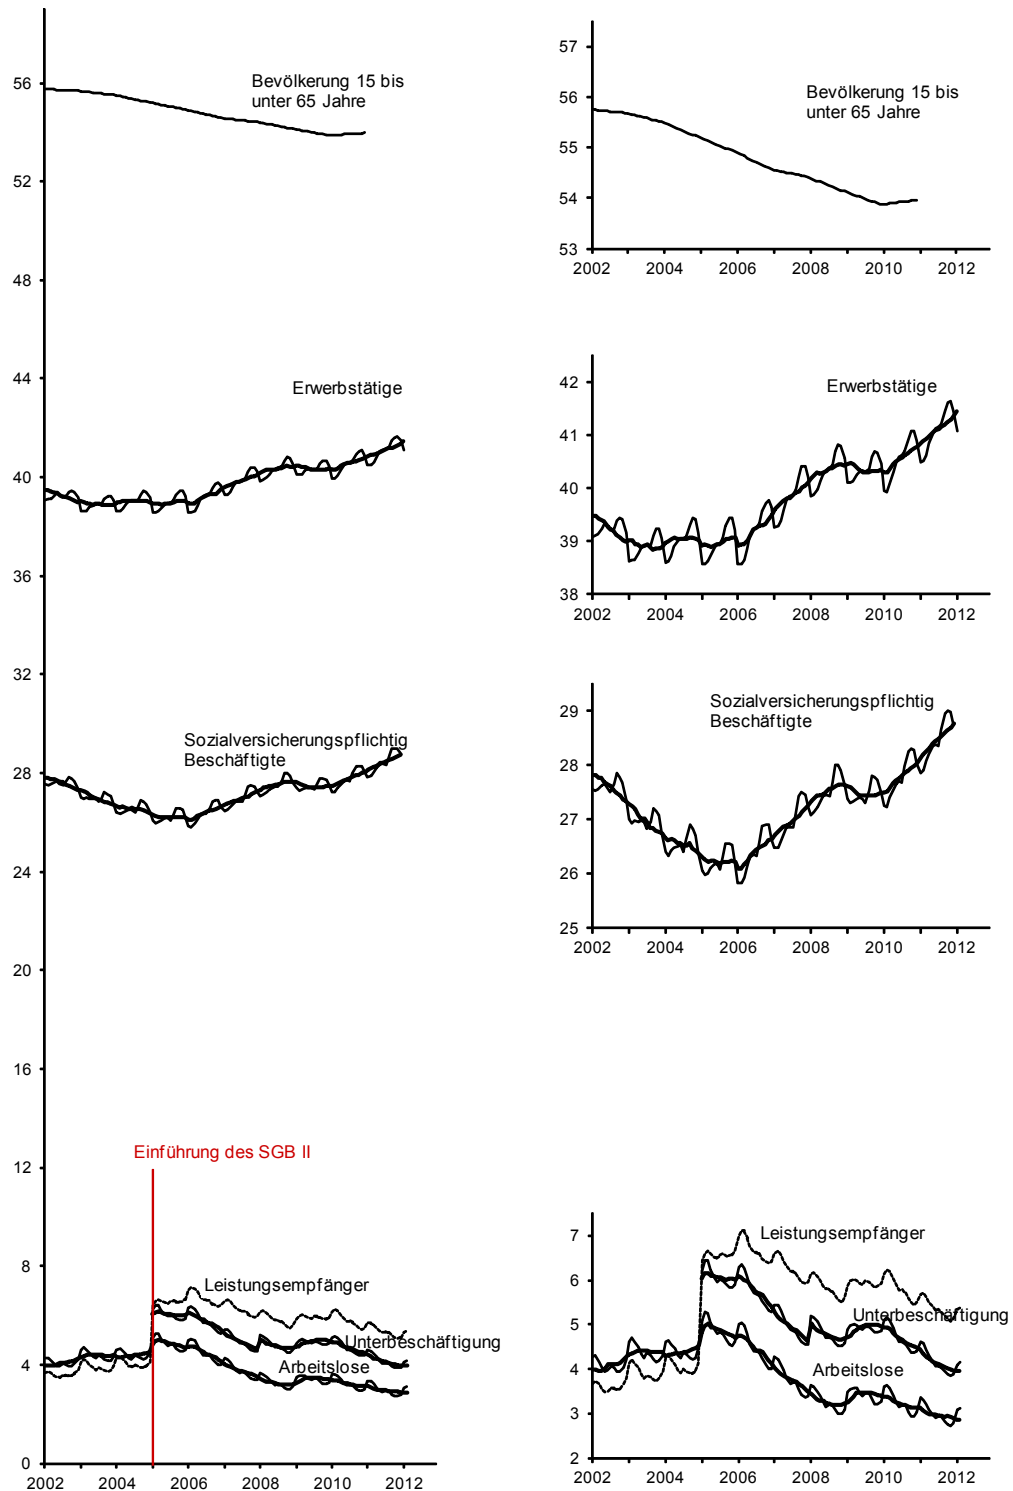 56
52
48
44
40
36
32
28
24
20
16
12
8
4
0
Bevölkerung 15 bis
unter 65 Jahre
Erwerbstätige
Sozialversicherungspflichtig
Beschäftigte
Einführung des SGB II
Leistungsempfänger
Unterbeschäftigung
Arbeitslose
2002 2004 2006 2008 2010 2012
57
56
55
54
53
Bevölkerung 15 bis
unter 65 Jahre
2002 2004 2006 2008 2010 2012
42
41
40
39
38
Erwerbstätige
2002 2004 2006 2008 2010 2012
29
28
27
26
25
Sozialversicherungspflichtig
Beschäftigte
2002 2004 2006 2008 2010 2012
7
6
5
4
3
2
Leistungsempfänger
Unterbeschäftigung
Arbeitslose
2002 2004 2006 2008 2010 2012